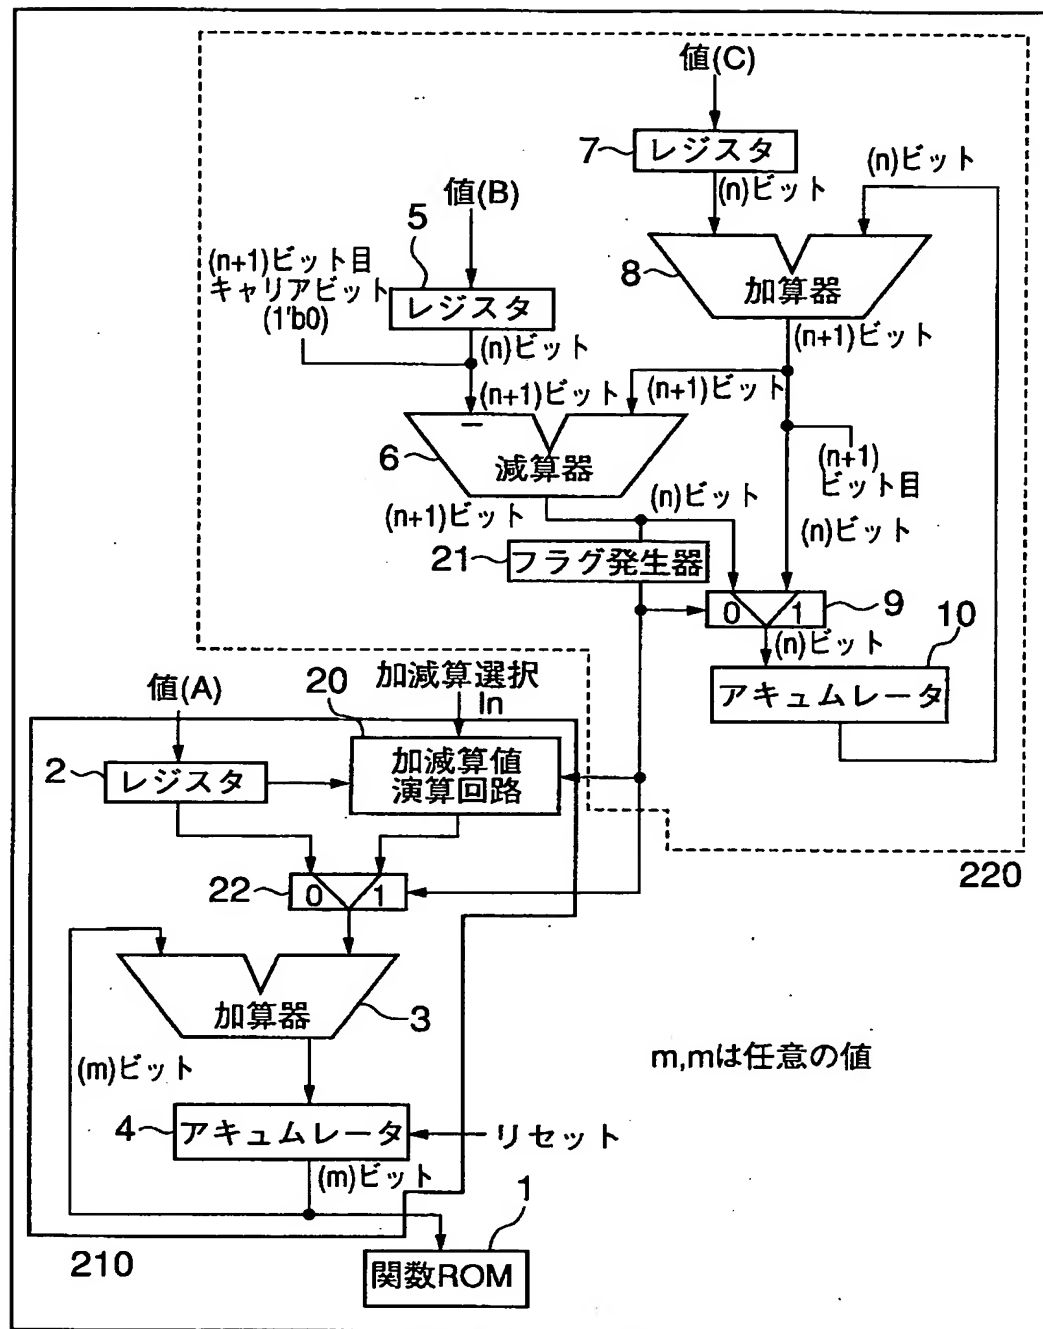 値(C)
7 レジスタ
(n)ビット
(n)ビット
値(B)
5
(n+1)ビット目
キャリアビット
(1'b0)
レジスタ
8
加算器
(n)ビット
(n+1)ビット
(n+1)ビット
(n+1)ビット
6
減算器
(n+1)
ビット目
(n+1)ビット
(n)ビット
(n)ビット
21 フラグ発生器
0 1
9
10
(n)ビット
アキュムレータ
値(A)
20
加減算選択
In
2 レジスタ
加減算値
演算回路
22
0 1
220
加算器
3
(m)ビット
m,mは任意の値
4 アキュムレータ
リセット
(m)ビット
1
210
関数ROM